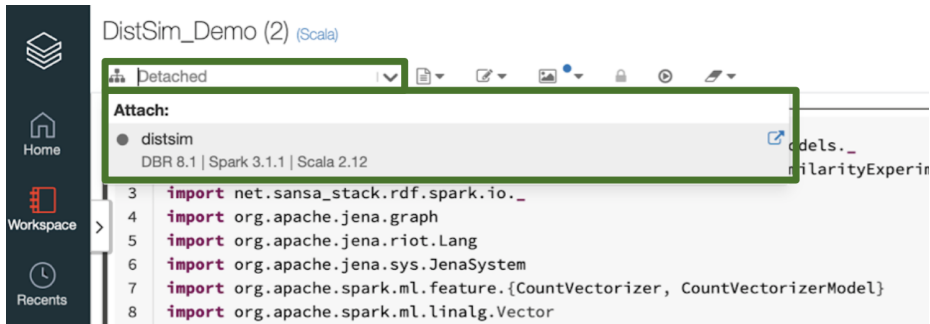 DistSim_Demo (2) (Scala)
Detached
Attach:
distsim
DBR 8.1 | Spark 3.1.1 | Scala 2.12
Home
Workspace
Recents
dels._
milarityExperim
3 import net.sansa_stack.rdf.spark.io._
4 import org.apache.jena.graph
5 import org.apache.jena.riot.Lang
6 import org.apache.jena.sys.JenaSystem
7 import org.apache.spark.ml.feature.{CountVectorizer, CountVectorizerModel}
8 import org.apache.spark.ml.linalg.Vector